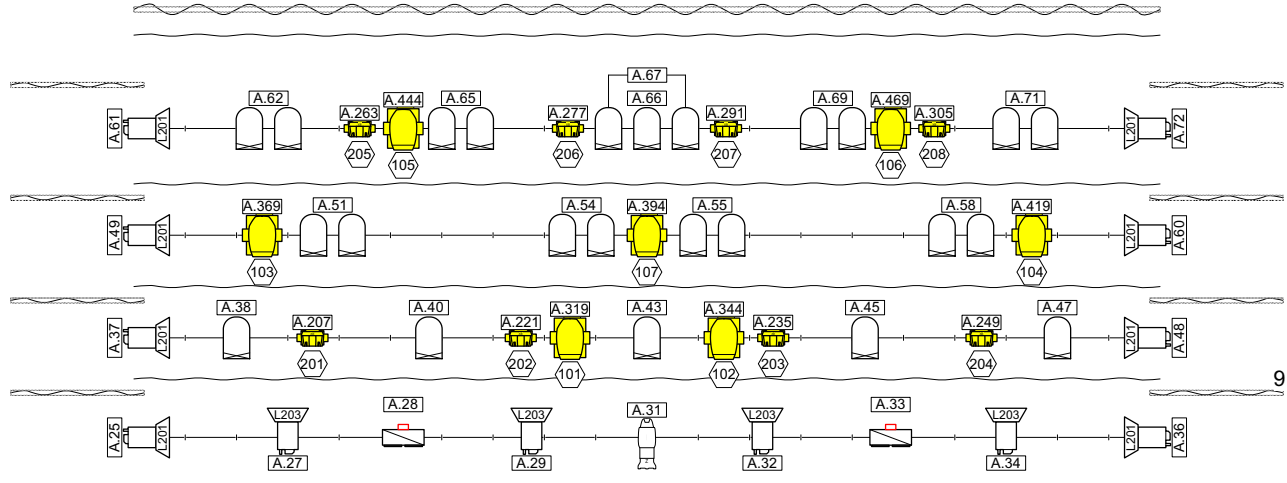 A.67
A.62 A.263 A.444 A.65 A.277 A.66 A.291 A.69 A.469 A.305 A.71
A.61 L201 L201 A.72
205 105 206 207 106 208
A.369 A.51 A.54 A.394 A.55 A.58 A.419
A.49 L201 L201 A.60
103 107 104
A.38 A.207 A.40 A.221 A.319 A.43 A.344 A.235 A.45 A.249 A.47
A.37 L201 L201 A.48
201 202 101 102 203 204
9
A.28 A.31 A.33
L203 L203 L203 L203
A.25 L201 L201 A.36
A.27 A.29 A.32 A.34